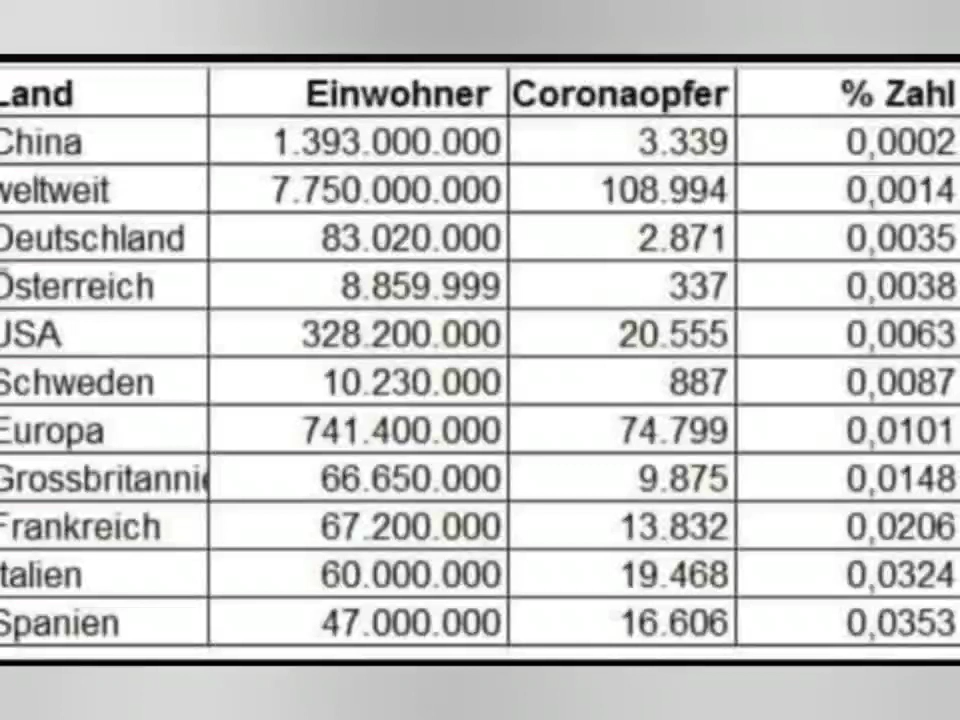 Land Einwohner Coronaopfer % Zahl
China 1.393.000.000 3.339 0,0002
weltweit 7.750.000.000 108.994 0,0014
Deutschland 83.020.000 2.871 0,0035
Österreich 8.859.999 337 0,0038
USA 328.200.000 20.555 0,0063
Schweden 10.230.000 887 0,0087
Europa 741.400.000 74.799 0,0101
Grossbritannie 66.650.000 9.875 0,0148
Frankreich 67.200.000 13.832 0,0206
Italien 60.000.000 19.468 0,0324
Spanien 47.000.000 16.606 0,0353